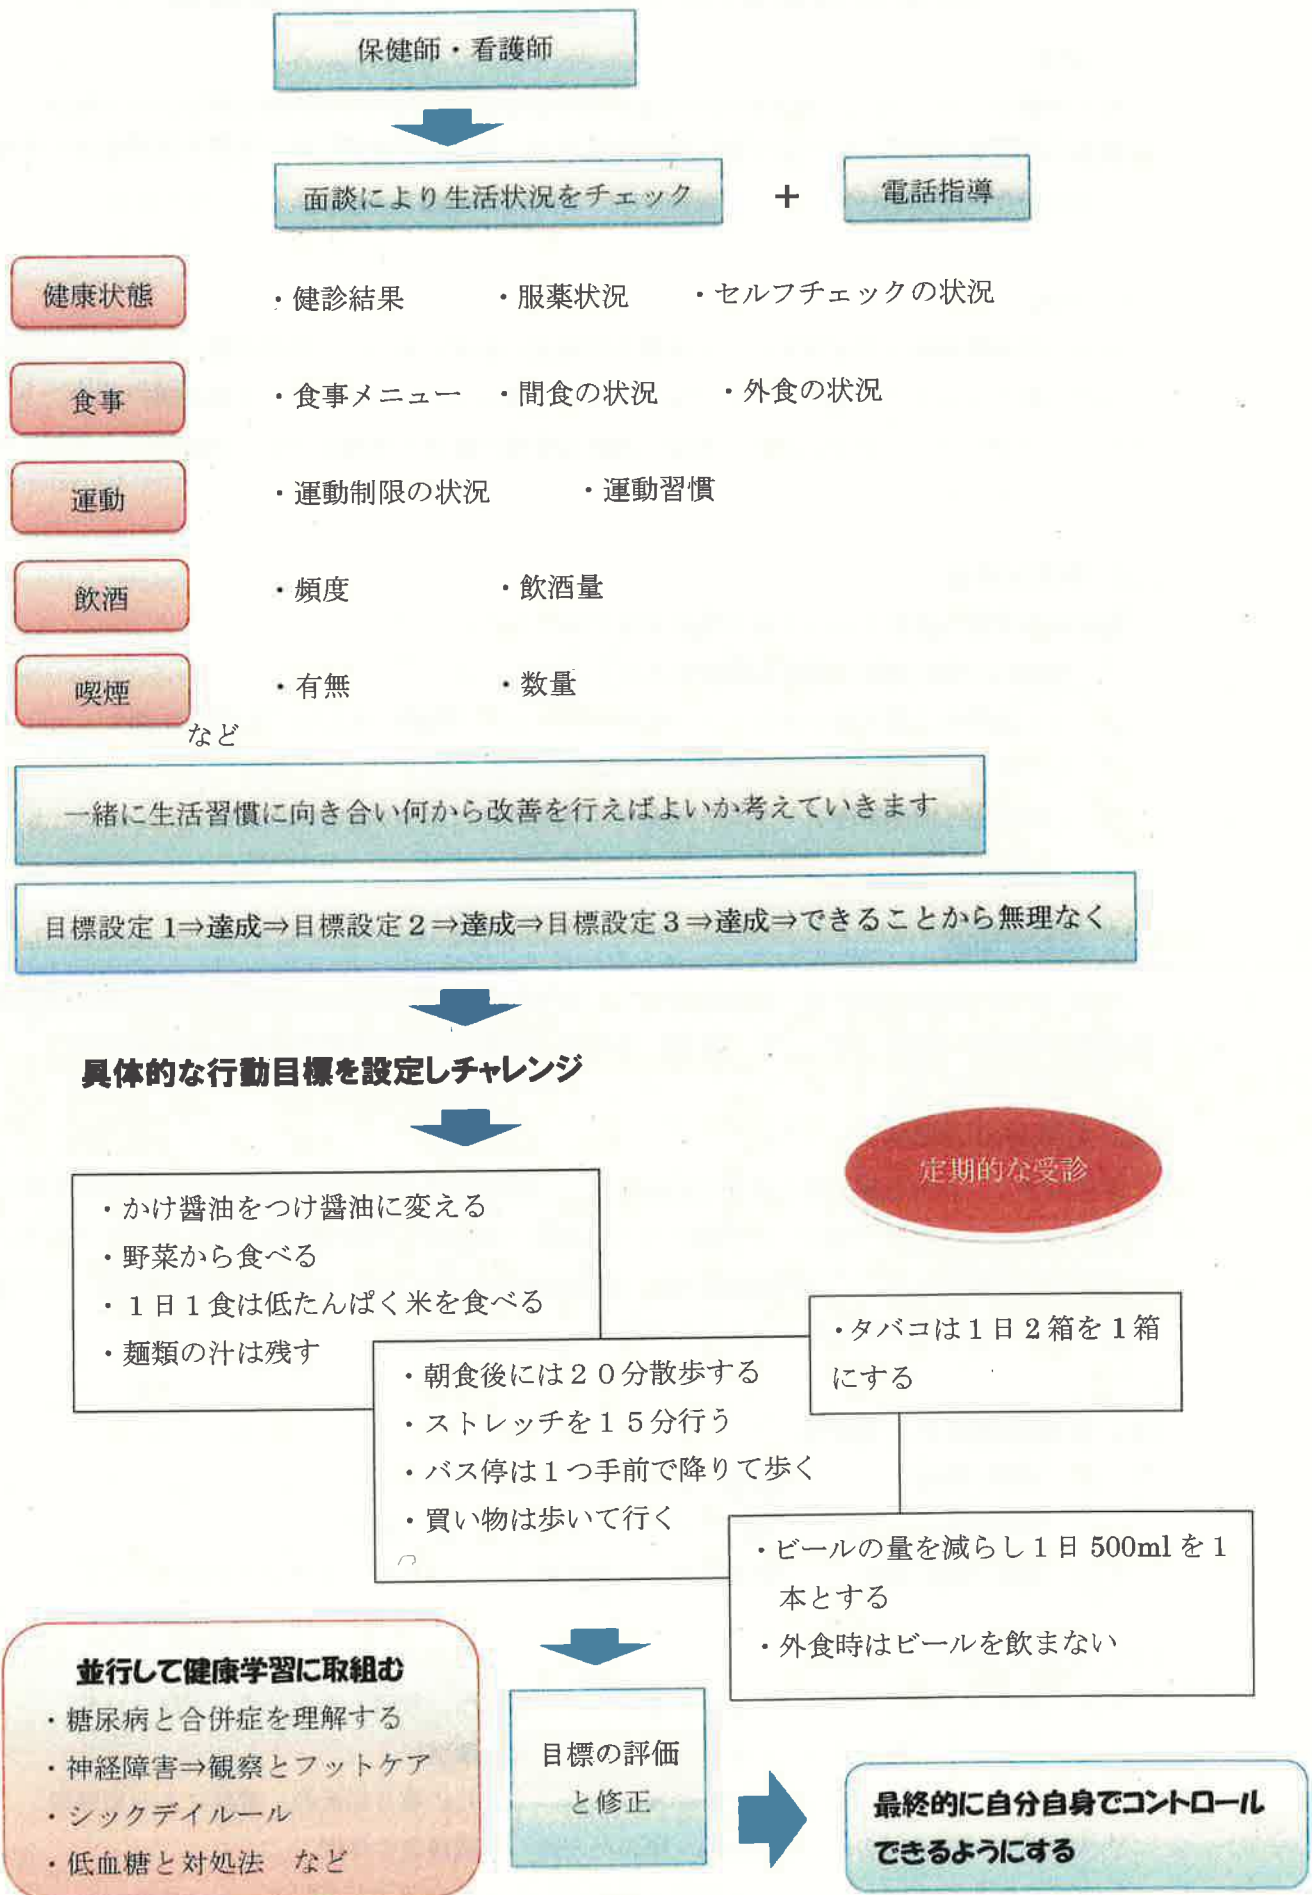 保健師・看護師
面談により生活状況をチェック + 電話指導
健康状態 ・健診結果 ・服薬状況 ・セルフチェックの状況
食事 ・食事メニュー ・間食の状況 ・外食の状況
運動 ・運動制限の状況 ・運動習慣
飲酒 ・頻度 ・飲酒量
喫煙 ・有無 ・数量
など
一緒に生活習慣に向き合い何から改善を行えばよいか考えていきます
目標設定1⇒達成⇒目標設定2⇒達成⇒目標設定3⇒達成⇒できることから無理なく
具体的な行動目標を設定しチャレンジ
定期的な受診
・かけ醤油をつけ醤油に変える
・野菜から食べる
・1日1食は低たんぱく米を食べる
・麺類の汁は残す
・タバコは1日2箱を1箱
にする
・朝食後には20分散歩する
・ストレッチを15分行う
・バス停は1つ手前で降りて歩く
・買い物は歩いて行く
・ビールの量を減らし1日500mlを1
本とする
・外食時はビールを飲まない
並行して健康学習に取組む
・糖尿病と合併症を理解する
・神経障害⇒観察とフットケア
・シックデイルール
・低血糖と対処法 など
目標の評価
と修正
最終的に自分自身でコントロール
できるようにする